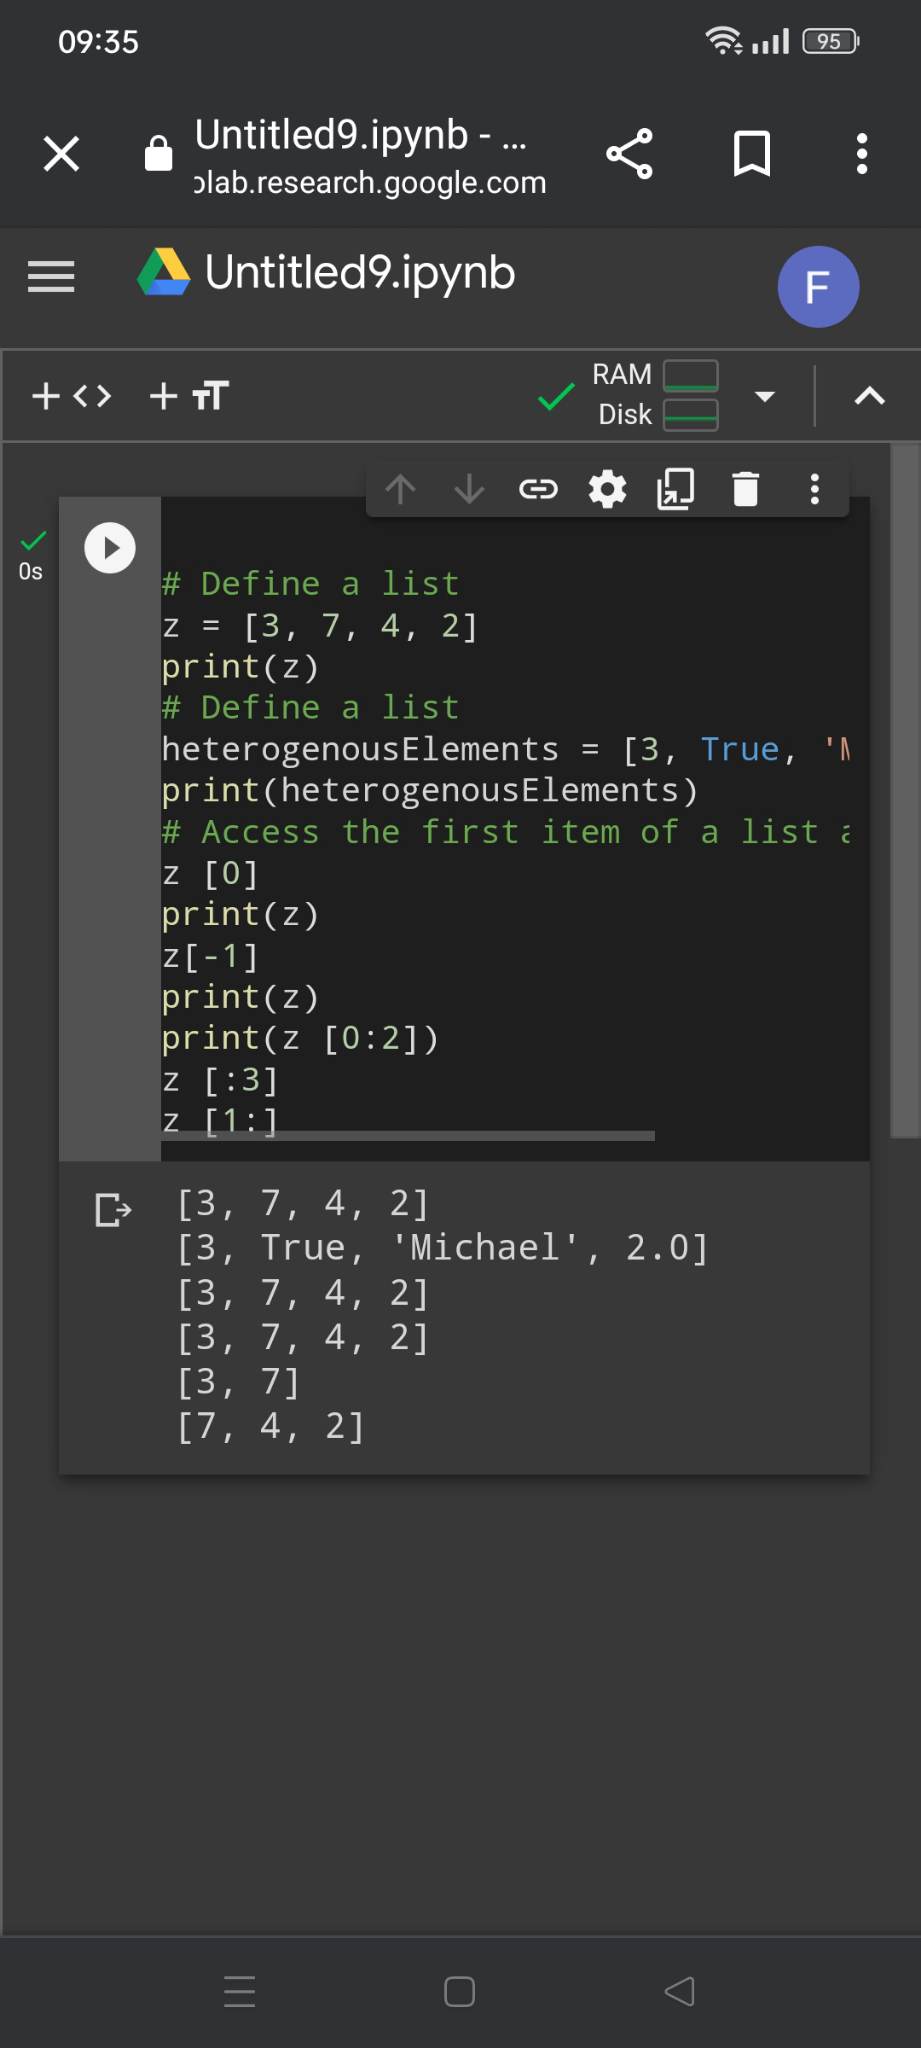 09:35
95
Untitled9.ipynb - ...
olab.research.google.com
Untitled9.ipynb
F
+ <> + TT
RAM
Disk
0s
# Define a list
z = [3, 7, 4, 2]
print(z)
# Define a list
heterogenousElements = [3, True, 'M
print(heterogenousElements)
# Access the first item of a list a
z [0]
print(z)
z[-1]
print(z)
print(z [0:2])
z [:3]
z [1:]
[3, 7, 4, 2]
[3, True, 'Michael', 2.0]
[3, 7, 4, 2]
[3, 7, 4, 2]
[3, 7]
[7, 4, 2]